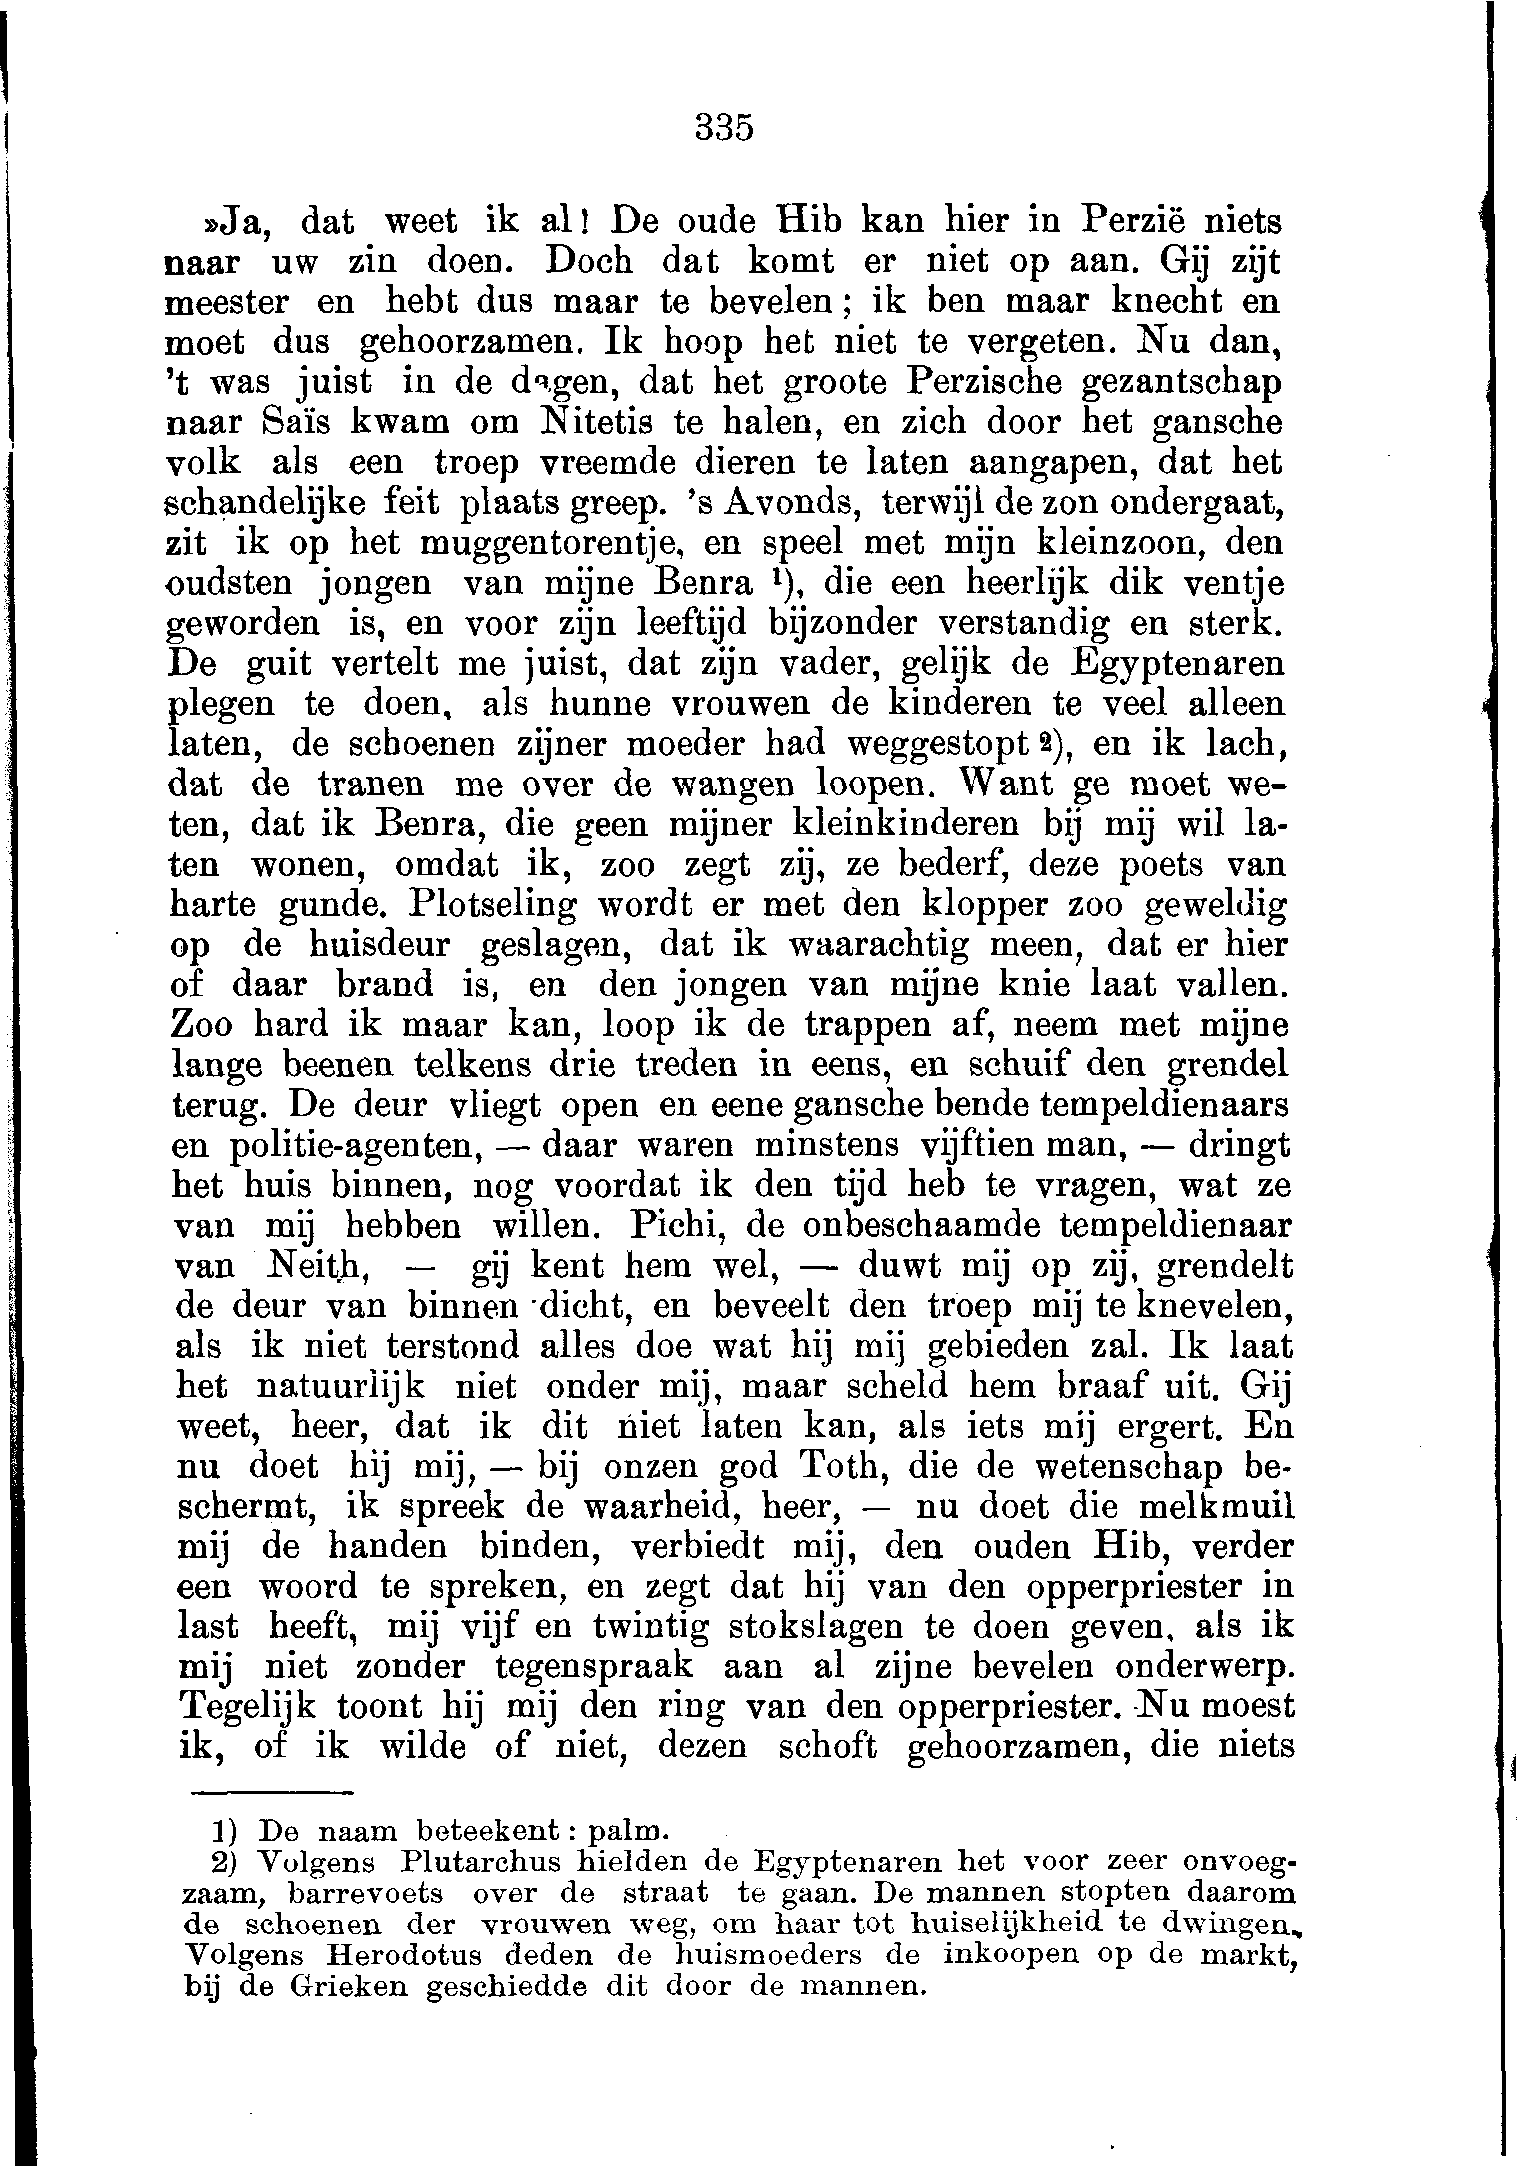 335
»Ja, dat weet ik al! De oude Hib kan hier in Perzië niets
naar uw zin doen. Doch dat komt er niet op aan. Gij zijt
meester en hebt dus maar te bevelen; ik ben maar knecht en
moet dus gehoorzamen. Ik hoop het niet te vergeten. Nu dan,
't was juist in de dagen, dat het groote Perzische gezantschap
naar Saïs kwam om Nitetis te halen, en zich door het gansche
volk als een troep vreemde dieren te laten aangapen, dat het
schandelijke feit plaats greep. 's Avonds, terwijl de zon ondergaat,
zit ik op het muggentorentje, en speel met mijn kleinzoon, den
oudsten jongen van mijne Benra 1), die een heerlijk dik ventje
geworden is, en voor zijn leeftijd bijzonder verstandig en sterk.
De guit vertelt me juist, dat zijn vader, gelijk de Egyptenaren
plegen te doen, als hunne vrouwen de kinderen te veel alleen
laten, de schoenen zijner moeder had weggestopt 2), en ik lach,
dat de tranen me over de wangen loopen. Want ge moet we-
ten, dat ik Benra, die geen mijner kleinkinderen bij mij wil la-
ten wonen, omdat ik, zoo zegt zij, ze bederf, deze poets van
harte gunde. Plotseling wordt er met den klopper zoo geweldig
op de huisdeur geslagen, dat ik waarachtig meen, dat er hier
of daar brand is, en den jongen van mijne knie laat vallen.
Zoo hard ik maar kan, loop ik de trappen af, neem met mijne
lange beenen telkens drie treden in eens, en schuif den grendel
terug. De deur vliegt open en eene gansche bende tempeldienaars
en politie-agenten, — daar waren minstens vijftien man, — dringt
het huis binnen, nog voordat ik den tijd heb te vragen, wat ze
van mij hebben willen. Pichi, de onbeschaamde tempeldienaar
van Neith, — gij kent hem wel, — duwt mij op zij, grendelt
de deur van binnen dicht, en beveelt den troep mij te knevelen,
als ik niet terstond alles doe wat hij mij gebieden zal. Ik laat
het natuurlijk niet onder mij, maar scheld hem braaf uit. Gij
weet, heer, dat ik dit niet laten kan, als iets mij ergert. En
nu doet hij mij, — bij onzen god Toth, die de wetenschap be-
schermt, ik spreek de waarheid, heer, — nu doet die melkmuil
mij de handen binden, verbiedt mij, den ouden Hib, verder
een woord te spreken, en zegt dat hij van den opperpriester in
last heeft, mij vijf en twintig stokslagen te doen geven, als ik
mij niet zonder tegenspraak aan al zijne bevelen onderwerp.
Tegelijk toont hij mij den ring van den opperpriester. Nu moest
ik, of ik wilde of niet, dezen schoft gehoorzamen, die niets
1) De naam beteekent: palm.
2) Volgens Plutarchus hielden de Egyptenaren het voor zeer onvoeg-
zaam, barrevoets over de straat te gaan. De mannen stopten daarom
de schoenen der vrouwen weg, om haar tot huiselijkheid te dwingen.
Volgens Herodotus deden de huismoeders de inkoopen op de markt,
bij de Grieken geschiedde dit door de mannen.